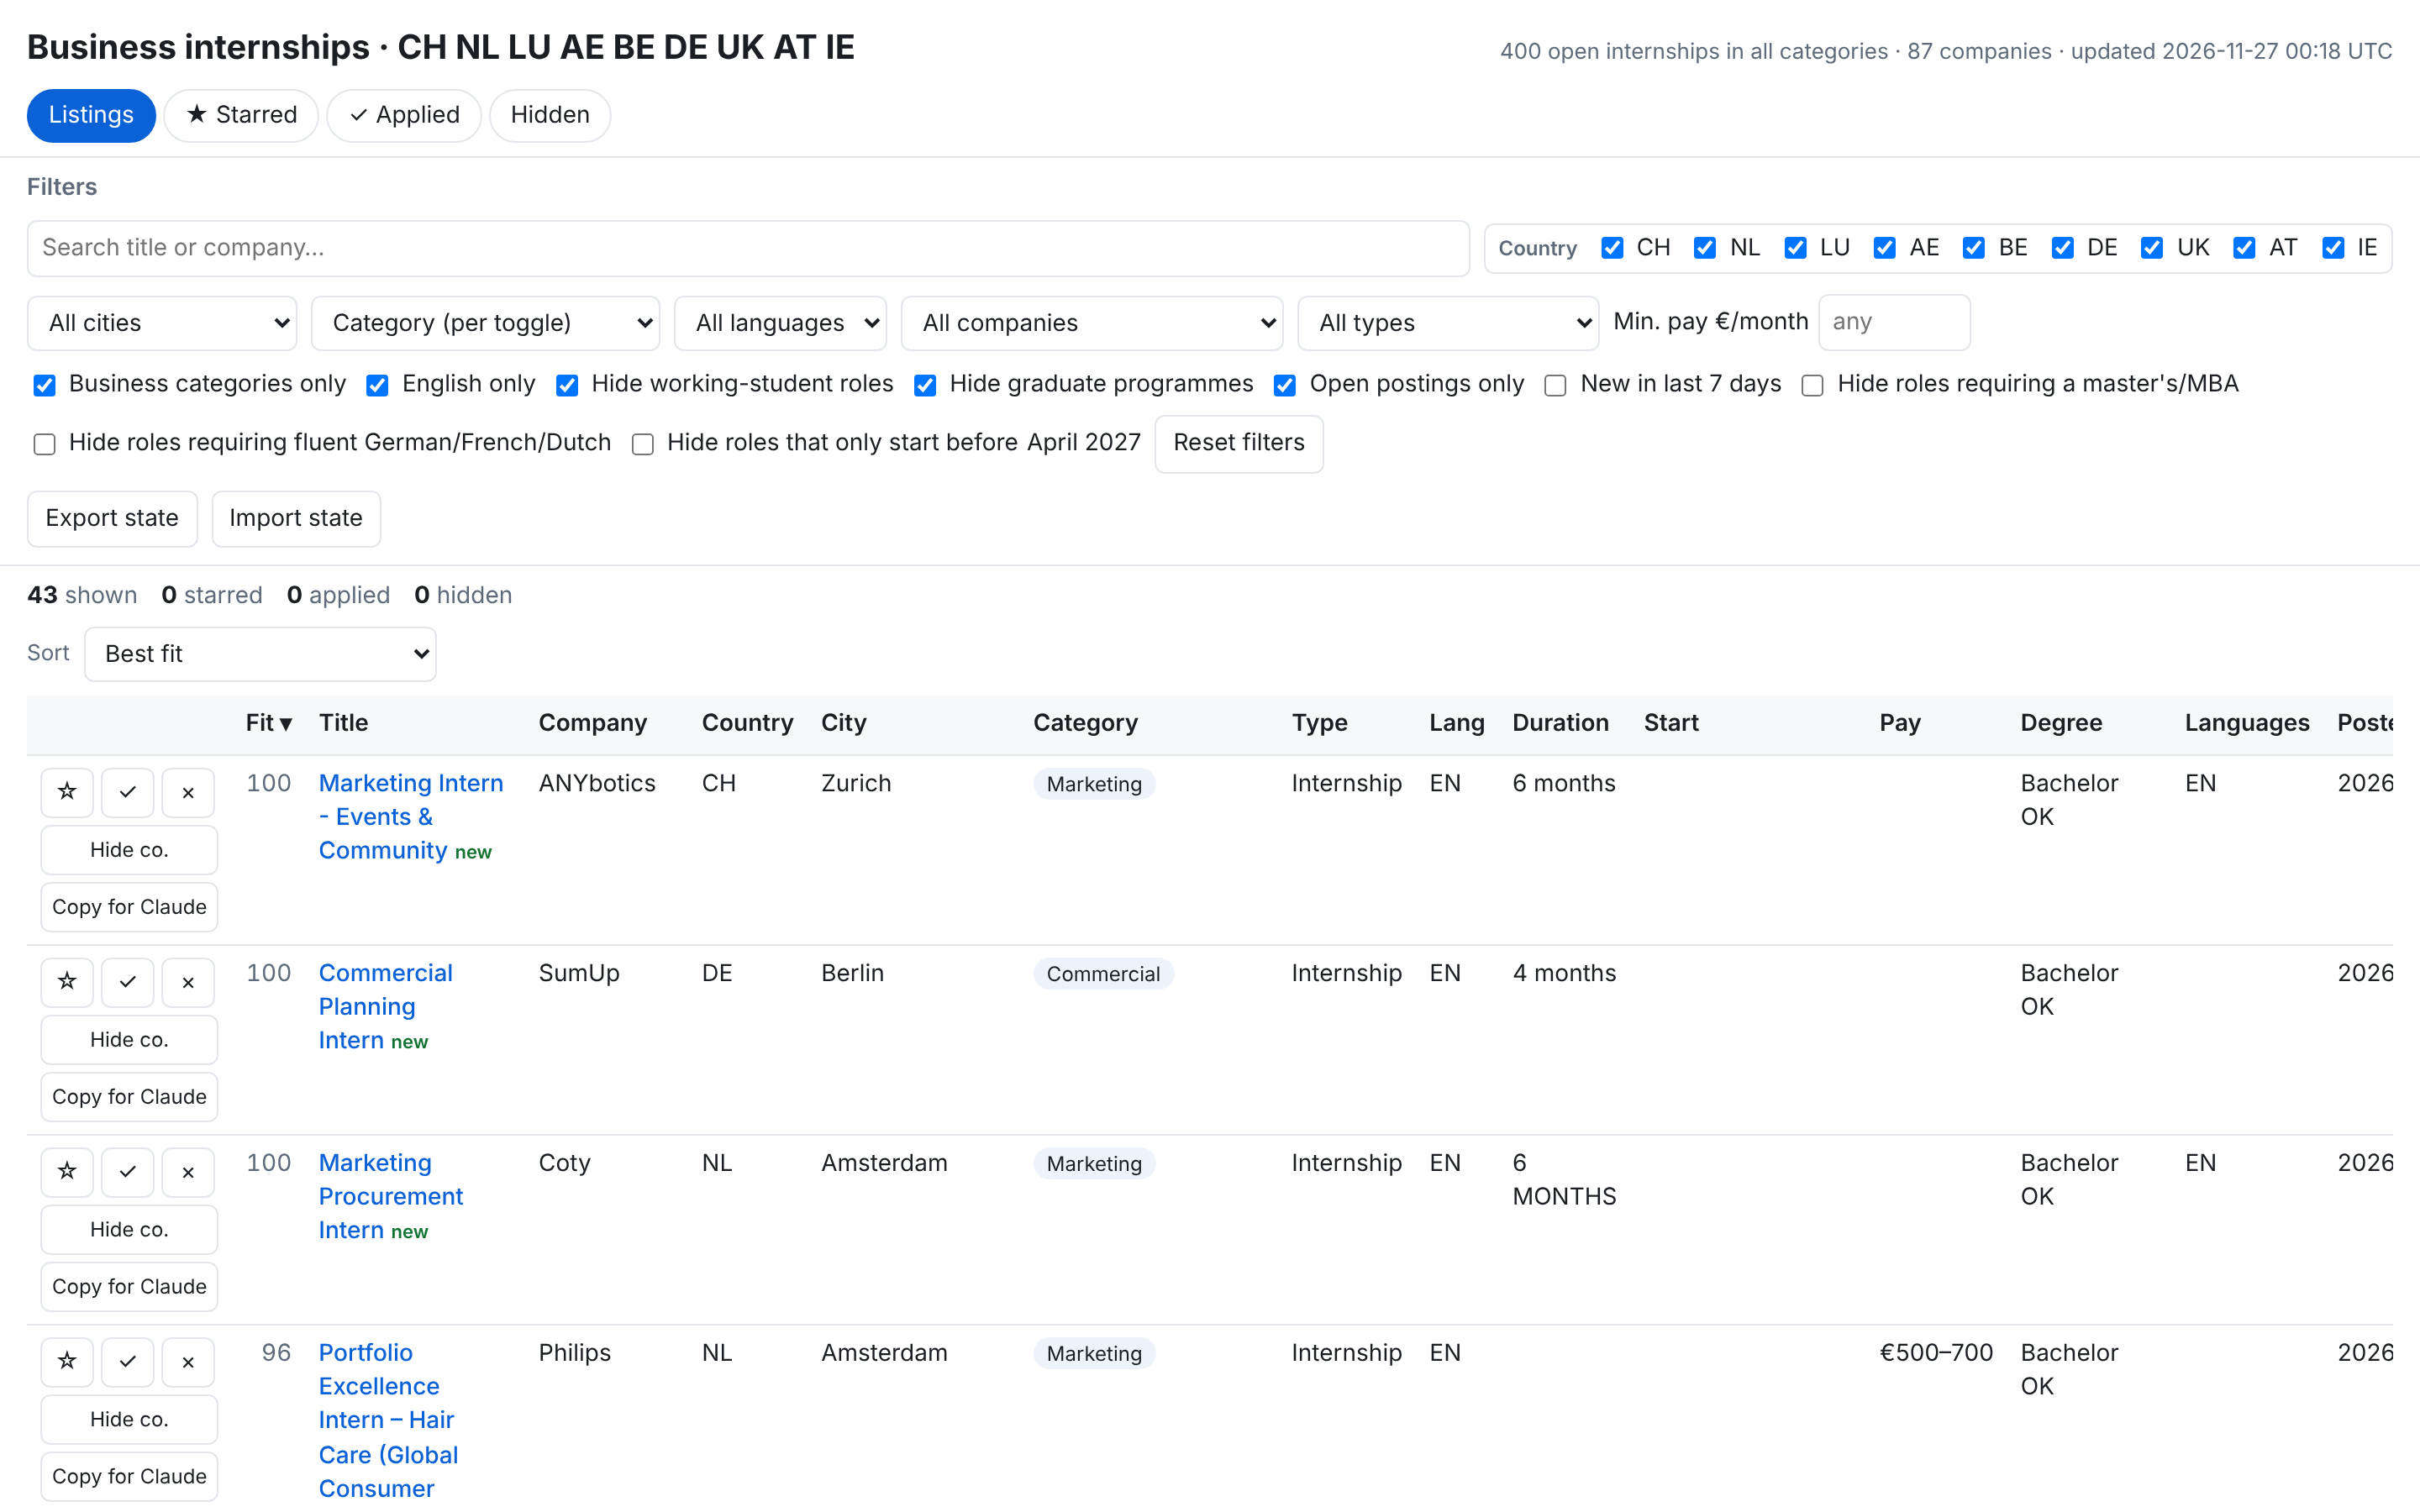 Business internships · CH NL LU AE BE DE UK AT IE
400 open internships in all categories · 87 companies · updated 2026-11-27 00:18 UTC
Listings ★ Starred ✓ Applied Hidden
Filters
Search title or company... Country CH NL LU AE BE DE UK AT IE
All cities Category (per toggle) All languages All companies All types Min. pay €/month any
Business categories only English only Hide working-student roles Hide graduate programmes Open postings only New in last 7 days Hide roles requiring a master's/MBA
Hide roles requiring fluent German/French/Dutch Hide roles that only start before April 2027 Reset filters
Export state Import state
43 shown 0 starred 0 applied 0 hidden
Sort Best fit
Fit ▾ Title Company Country City Category Type Lang Duration Start Pay Degree Languages Poste
☆ ✓ × 100 Marketing Intern ANYbotics CH Zurich Marketing Internship EN 6 months Bachelor EN 2026
- Events & OK
Community new
Hide co.
Copy for Claude
☆ ✓ × 100 Commercial SumUp DE Berlin Commercial Internship EN 4 months Bachelor 2026
Planning OK
Intern new
Hide co.
Copy for Claude
☆ ✓ × 100 Marketing Coty NL Amsterdam Marketing Internship EN 6 Bachelor EN 2026
Procurement MONTHS OK
Intern new
Hide co.
Copy for Claude
☆ ✓ × 96 Portfolio Philips NL Amsterdam Marketing Internship EN €500–700 Bachelor 2026
Excellence OK
Intern – Hair
Hide co.
Care (Global
Copy for Claude
Consumer